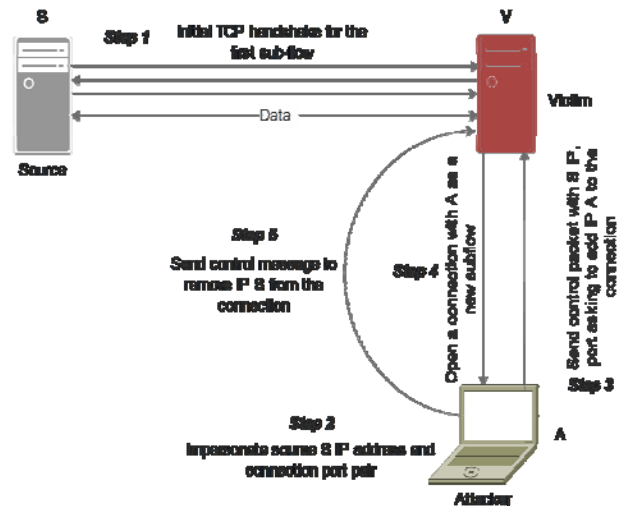 S
V
Step 1
Initial TCP handshake for the
first sub-flow
Data
Victim
Source
Step 5
Send control message to
remove IP S from the
connection
Step 4
Open a connection with A as a
new subflow
Send control packet with S IP,
port asking to add IP A to the
connection
Step 3
Step 2
Impersonate source S IP address and
connection port pair
A
Attacker